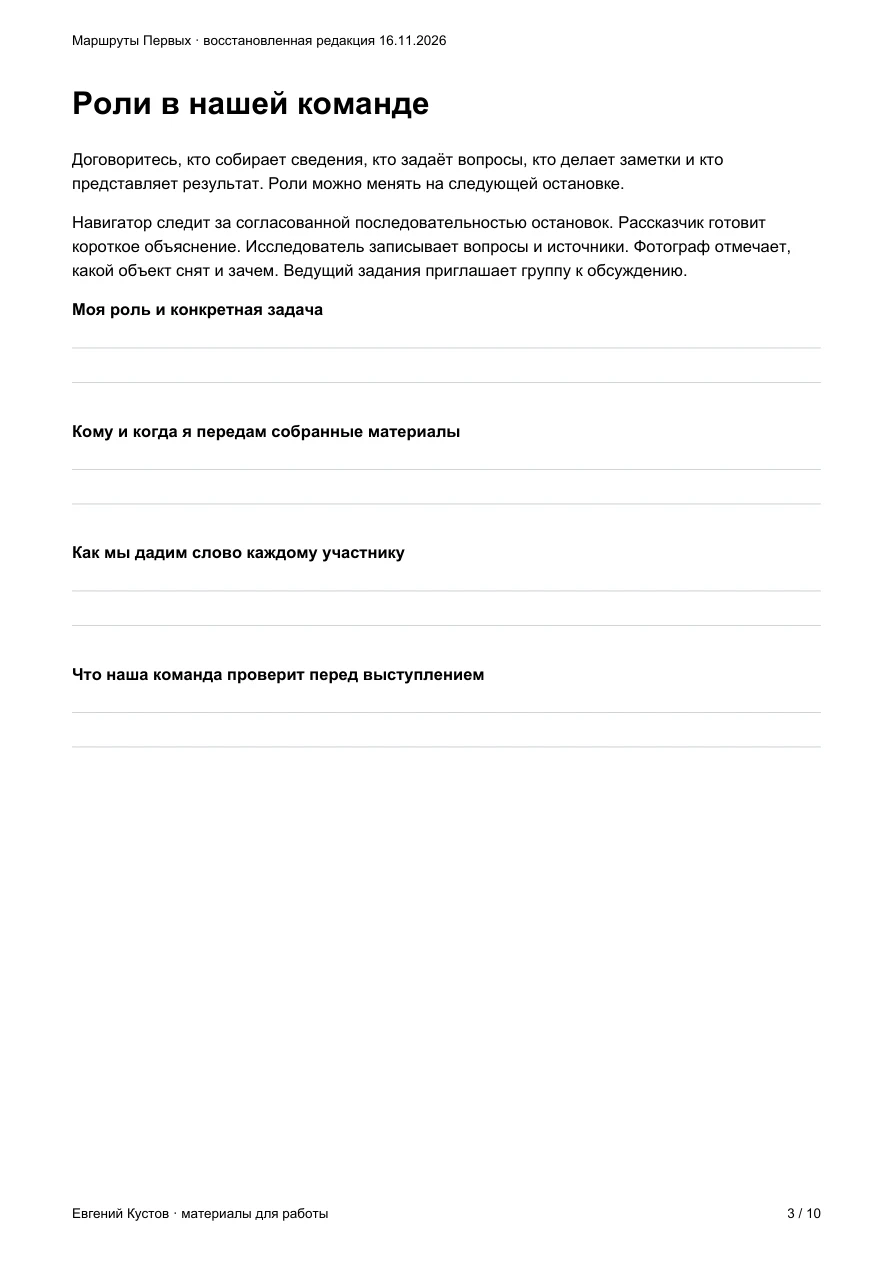 Маршруты Первых · восстановленная редакция 16.11.2026
Роли в нашей команде
Договоритесь, кто собирает сведения, кто задаёт вопросы, кто делает заметки и кто
представляет результат. Роли можно менять на следующей остановке.
Навигатор следит за согласованной последовательностью остановок. Рассказчик готовит
короткое объяснение. Исследователь записывает вопросы и источники. Фотограф отмечает,
какой объект снят и зачем. Ведущий задания приглашает группу к обсуждению.
Моя роль и конкретная задача
Кому и когда я передам собранные материалы
Как мы дадим слово каждому участнику
Что наша команда проверит перед выступлением
Евгений Кустов · материалы для работы
3 / 10